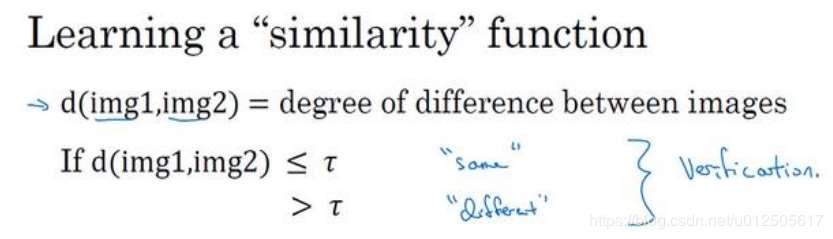 Learning a “similarity” function
→ d(img1,img2) = degree of difference between images
If d(img1,img2) ≤ τ "same"
> τ "different"
} Verification.
https://blog.csdn.net/u012505617